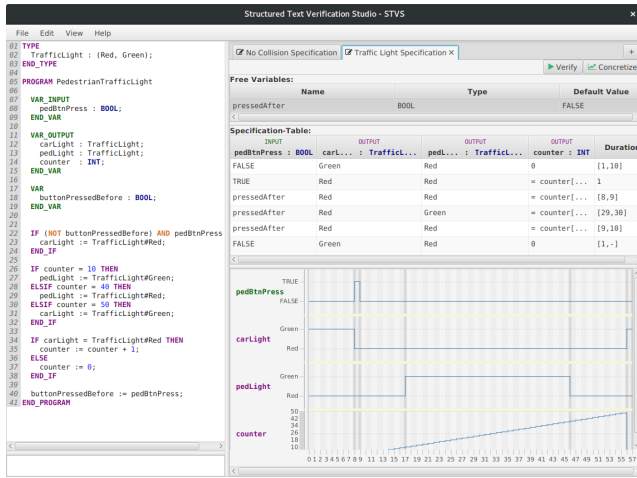 Structured Text Verification Studio - STVS
×
File Edit View Help
01 TYPE
02 TrafficLight : (Red, Green);
03 END_TYPE
04
05 PROGRAM PedestrianTrafficLight
06
07 VAR_INPUT
08 pedBtnPress : BOOL;
09 END_VAR
10
11 VAR_OUTPUT
12 carLight : TrafficLight;
13 pedLight : TrafficLight;
14 counter : INT;
15 END_VAR
16
17 VAR
18 buttonPressedBefore : BOOL;
19 END_VAR
20
21
22 IF (NOT buttonPressedBefore) AND pedBtnPress
23 carLight := TrafficLight#Red;
24 END_IF
25
26 IF counter = 10 THEN
27 pedLight := TrafficLight#Green;
28 ELSIF counter = 40 THEN
29 pedLight := TrafficLight#Red;
30 ELSIF counter = 50 THEN
31 carLight := TrafficLight#Green;
32 END_IF
33
34 IF carLight = TrafficLight#Red THEN
35 counter := counter + 1;
36 ELSE
37 counter := 0;
38 END_IF
39
40 buttonPressedBefore := pedBtnPress;
41 END_PROGRAM
No Collision Specification Traffic Light Specification × +
Verify Concretize
Free Variables:
Name Type Default Value
pressedAfter BOOL FALSE
Specification-Table:
INPUT OUTPUT OUTPUT OUTPUT
pedBtnPress : BOOL carL... : TrafficL... pedL... : TrafficL... counter : INT Duration
FALSE Green Red 0 [1,10]
TRUE Red Red = counter[... 1
pressedAfter Red Red = counter[... [8,9]
pressedAfter Red Green = counter[... [29,30]
pressedAfter Red Red = counter[... [9,10]
FALSE Green Red 0 [1,-]
TRUE
pedBtnPress
FALSE
Green
carLight
Red
Green
pedLight
Red
50
42
34
counter 26
18
10
0 1 2 3 4 5 6 7 8 9 11 13 15 17 19 21 23 25 27 29 31 33 35 37 39 41 43 45 47 49 51 53 55 57